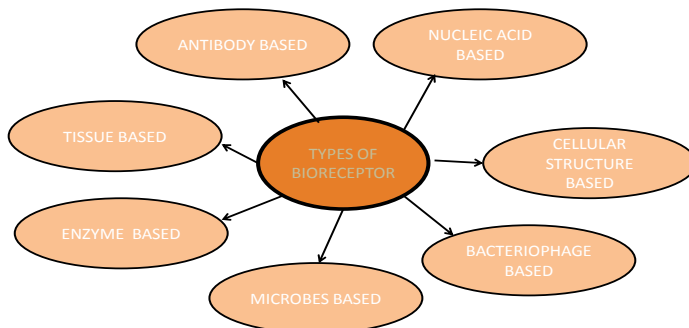 ANTIBODY BASED
NUCLEIC ACID
BASED
TISSUE BASED
TYPES OF
BIORECEPTOR
CELLULAR
STRUCTURE
BASED
ENZYME BASED
BACTERIOPHAGE
BASED
MICROBES BASED